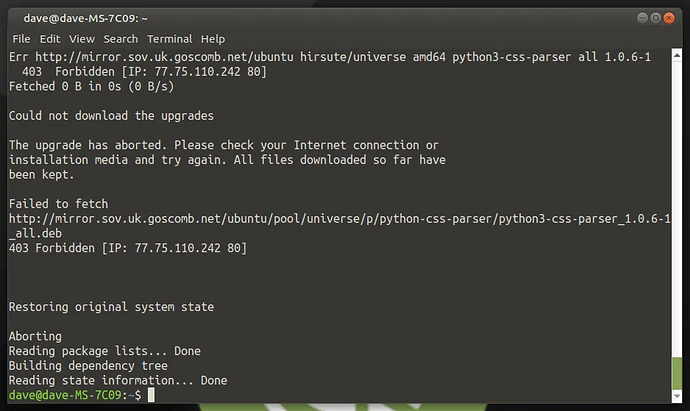 dave@dave-MS-7C09: ~
File Edit View Search Terminal Help
Err http://mirror.sov.uk.goscomb.net/ubuntu hirsute/universe amd64 python3-css-parser all 1.0.6-1
403 Forbidden [IP: 77.75.110.242 80]
Fetched 0 B in 0s (0 B/s)
Could not download the upgrades
The upgrade has aborted. Please check your Internet connection or
installation media and try again. All files downloaded so far have
been kept.
Failed to fetch
http://mirror.sov.uk.goscomb.net/ubuntu/pool/universe/p/python-css-parser/python3-css-parser_1.0.6-1
_all.deb
403 Forbidden [IP: 77.75.110.242 80]
Restoring original system state
Aborting
Reading package lists... Done
Building dependency tree
Reading state information... Done
dave@dave-MS-7C09:~$